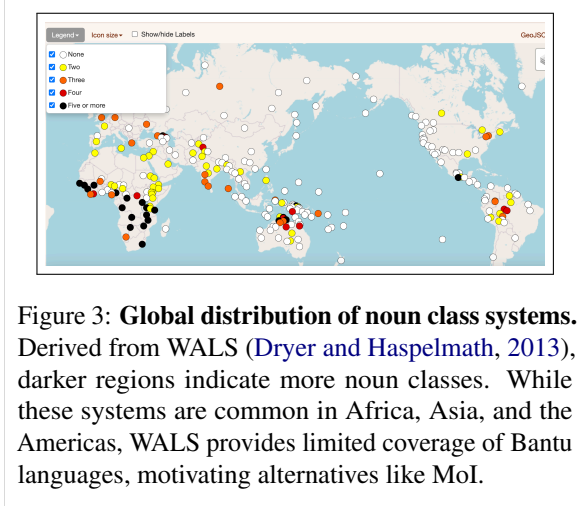 Legend Icon size Show/hide Labels GeoJSC
None
Two
Three
Four
Five or more
Figure 3: Global distribution of noun class systems.
Derived from WALS (Dryer and Haspelmath, 2013),
darker regions indicate more noun classes. While
these systems are common in Africa, Asia, and the
Americas, WALS provides limited coverage of Bantu
languages, motivating alternatives like MoI.